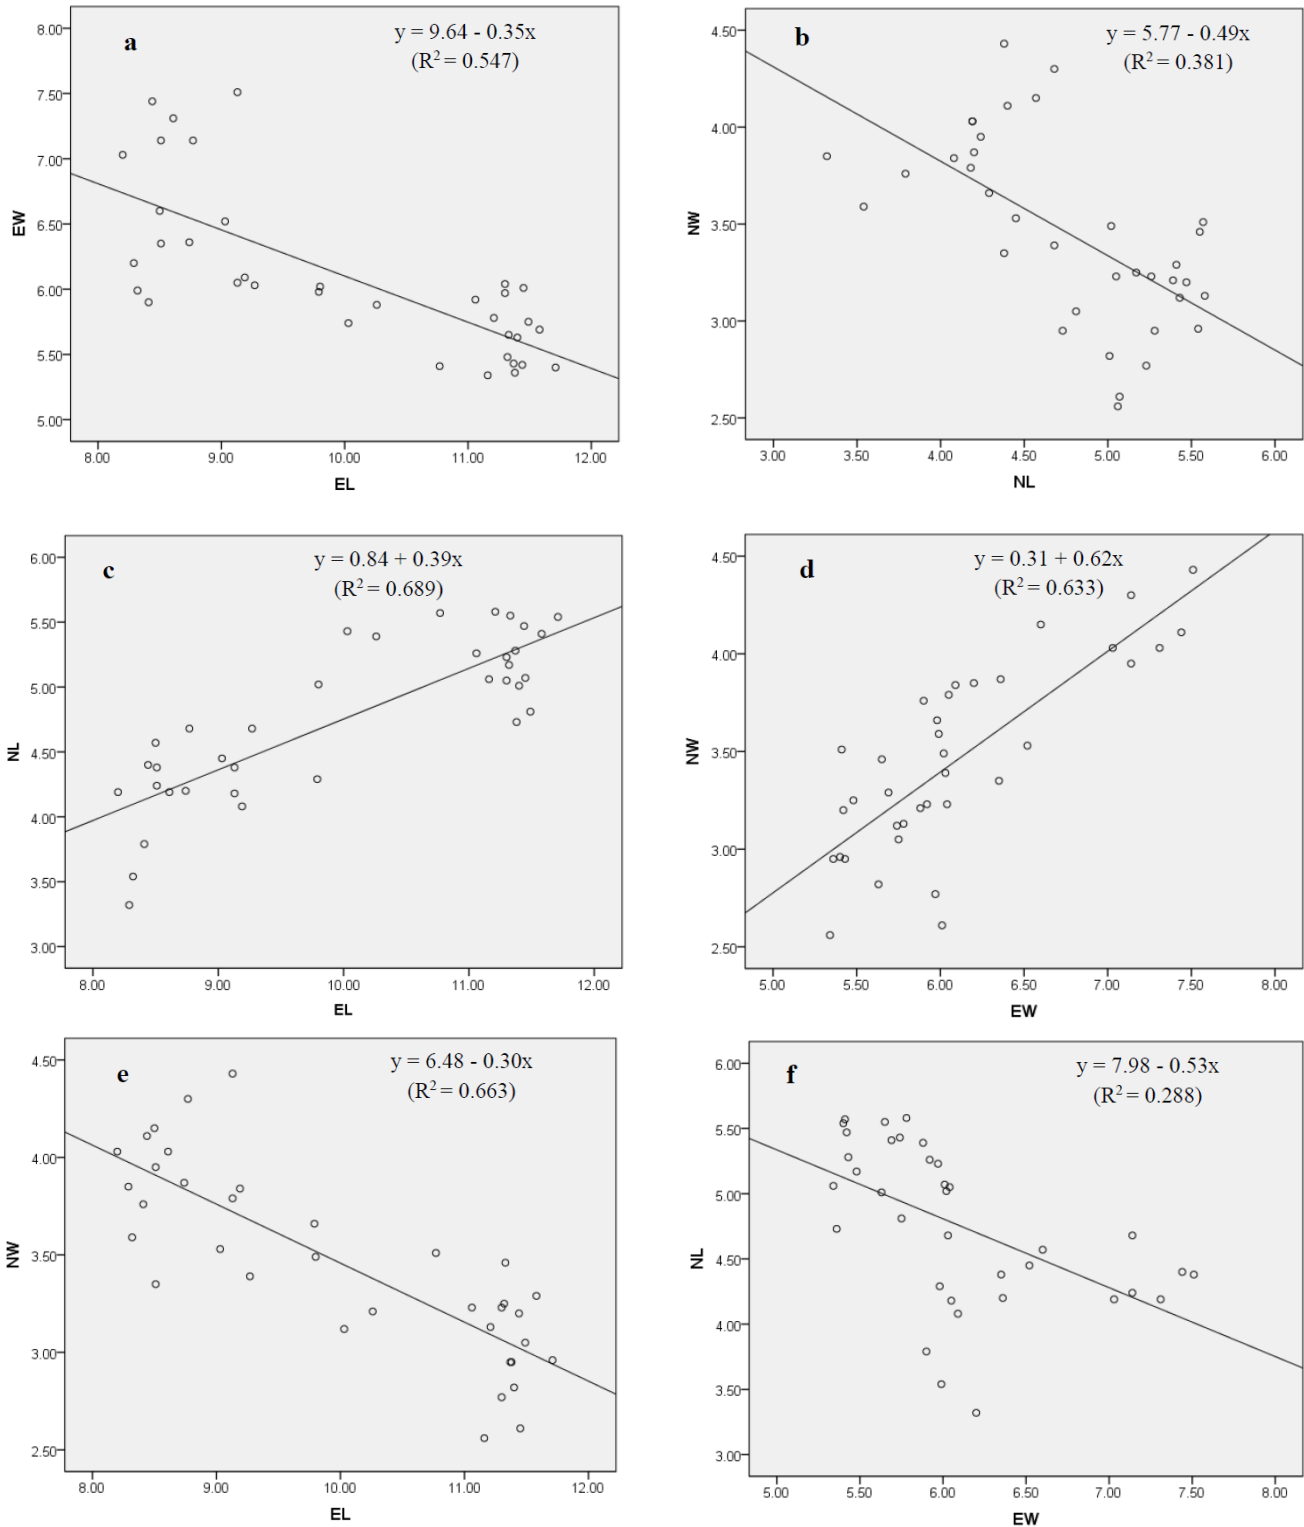 a
y = 9.64 - 0.35x
(R² = 0.547)
8.00
7.50
7.00
6.50
6.00
5.50
5.00
EW
8.00 9.00 10.00 11.00 12.00
EL
b
y = 5.77 - 0.49x
(R² = 0.381)
4.50
4.00
3.50
3.00
2.50
NW
3.00 3.50 4.00 4.50 5.00 5.50 6.00
NL
c
y = 0.84 + 0.39x
(R² = 0.689)
6.00
5.50
5.00
4.50
4.00
3.50
3.00
NL
8.00 9.00 10.00 11.00 12.00
EL
d
y = 0.31 + 0.62x
(R² = 0.633)
4.50
4.00
3.50
3.00
2.50
NW
5.00 5.50 6.00 6.50 7.00 7.50 8.00
EW
e
y = 6.48 - 0.30x
(R² = 0.663)
4.50
4.00
3.50
3.00
2.50
NW
8.00 9.00 10.00 11.00 12.00
EL
f
y = 7.98 - 0.53x
(R² = 0.288)
6.00
5.50
5.00
4.50
4.00
3.50
3.00
NL
5.00 5.50 6.00 6.50 7.00 7.50 8.00
EW